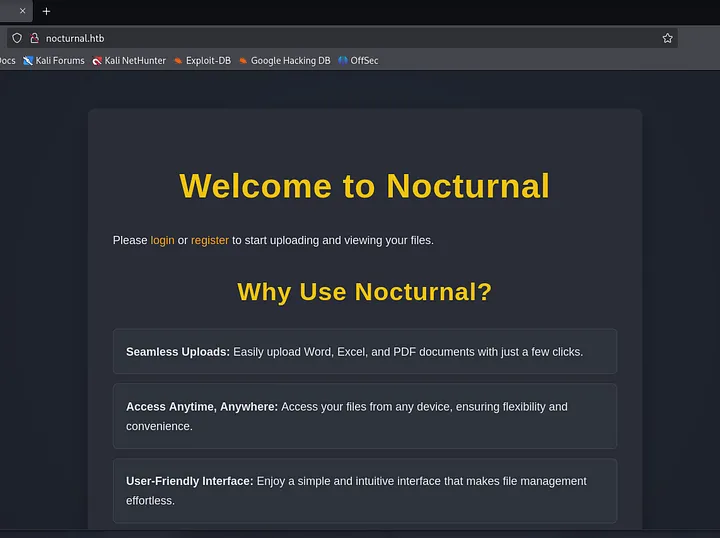 nocturnal.htb
Docs Kali Forums Kali NetHunter Exploit-DB Google Hacking DB OffSec
Welcome to Nocturnal
Please login or register to start uploading and viewing your files.
Why Use Nocturnal?
Seamless Uploads: Easily upload Word, Excel, and PDF documents with just a few clicks.
Access Anytime, Anywhere: Access your files from any device, ensuring flexibility and
convenience.
User-Friendly Interface: Enjoy a simple and intuitive interface that makes file management
effortless.